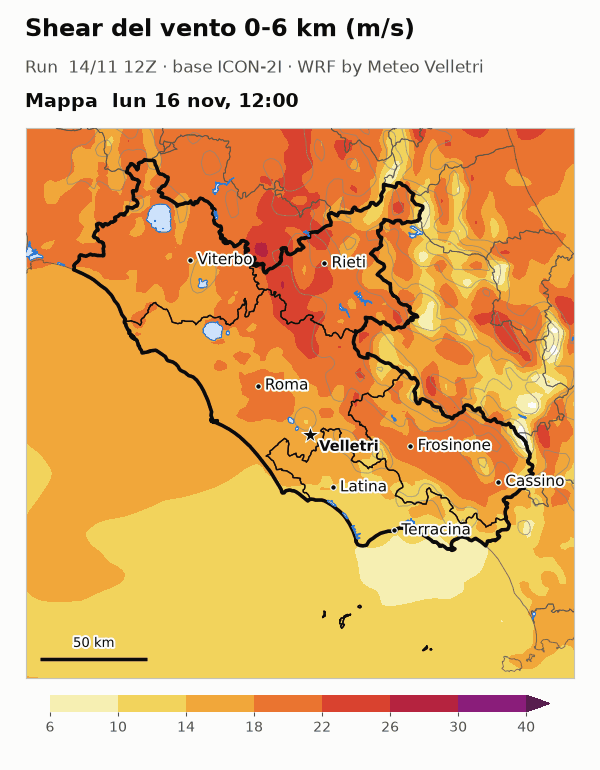 Shear del vento 0-6 km (m/s)
Run  14/11 12Z · base ICON-2I · WRF by Meteo Velletri
Mappa  lun 16 nov, 12:00
Viterbo
Rieti
Roma
Velletri
Frosinone
Latina
Cassino
Terracina
50 km
6 10 14 18 22 26 30 40